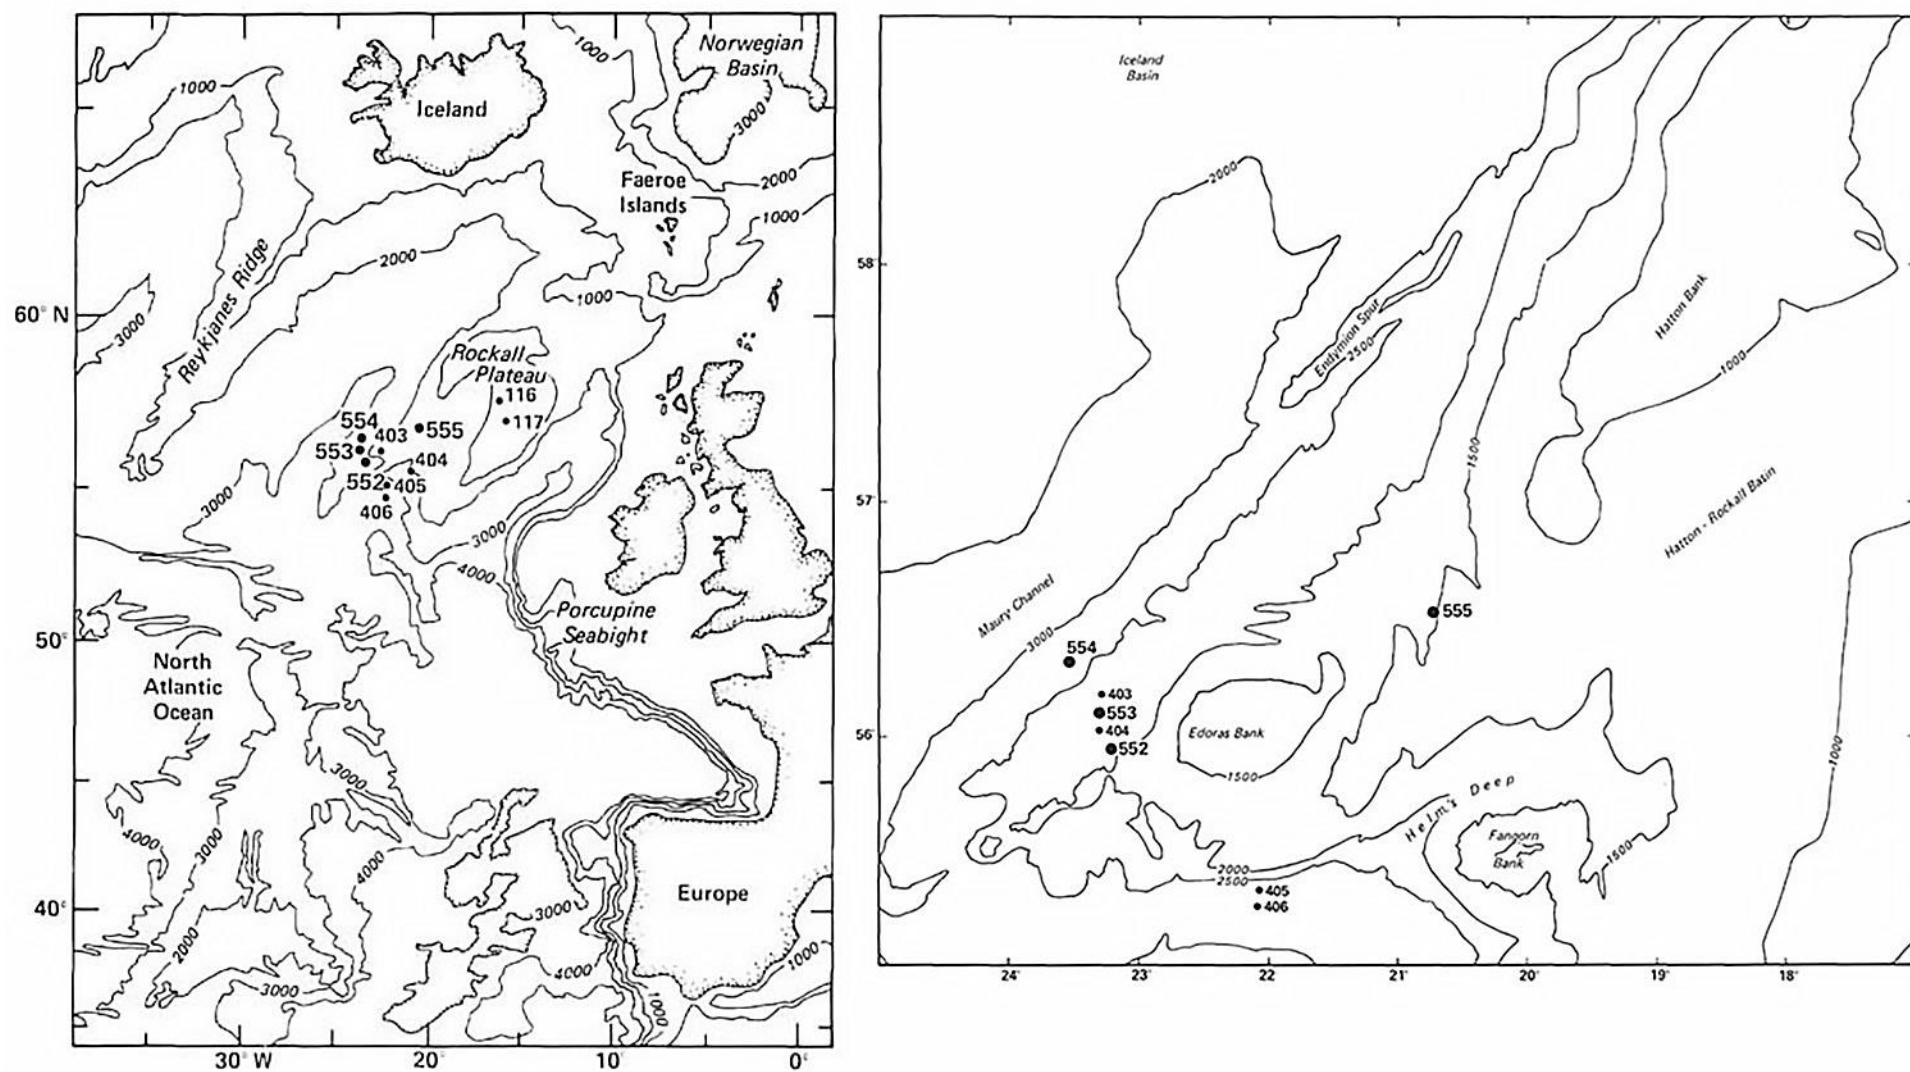 Norwegian
Basin
1000
1000
Iceland
3000
2000
Faeroe
Islands
1000
Reykjanes Ridge
2000
60° N
3000
1000
Rockall
Plateau
116
117
554
403
555
553
404
552
405
406
3000
3000
4000
Porcupine
Seabight
50°
North
Atlantic
Ocean
3000
4000
3000
4000
Europe
40°
3000
2000
4000
1000
3000
1000
30° W
20°
10°
0°
Iceland
Basin
2000
58°
Endymion Spur
2500
Hatton Bank
1000
1500
57°
Hatton - Rockall Basin
Maury Channel
3000
555
554
403
553
404
552
56°
Edoras Bank
1500
1000
Helm's Deep
Fangorn
Bank
1500
2000
2500
405
406
24°
23°
22°
21°
20°
19°
18°